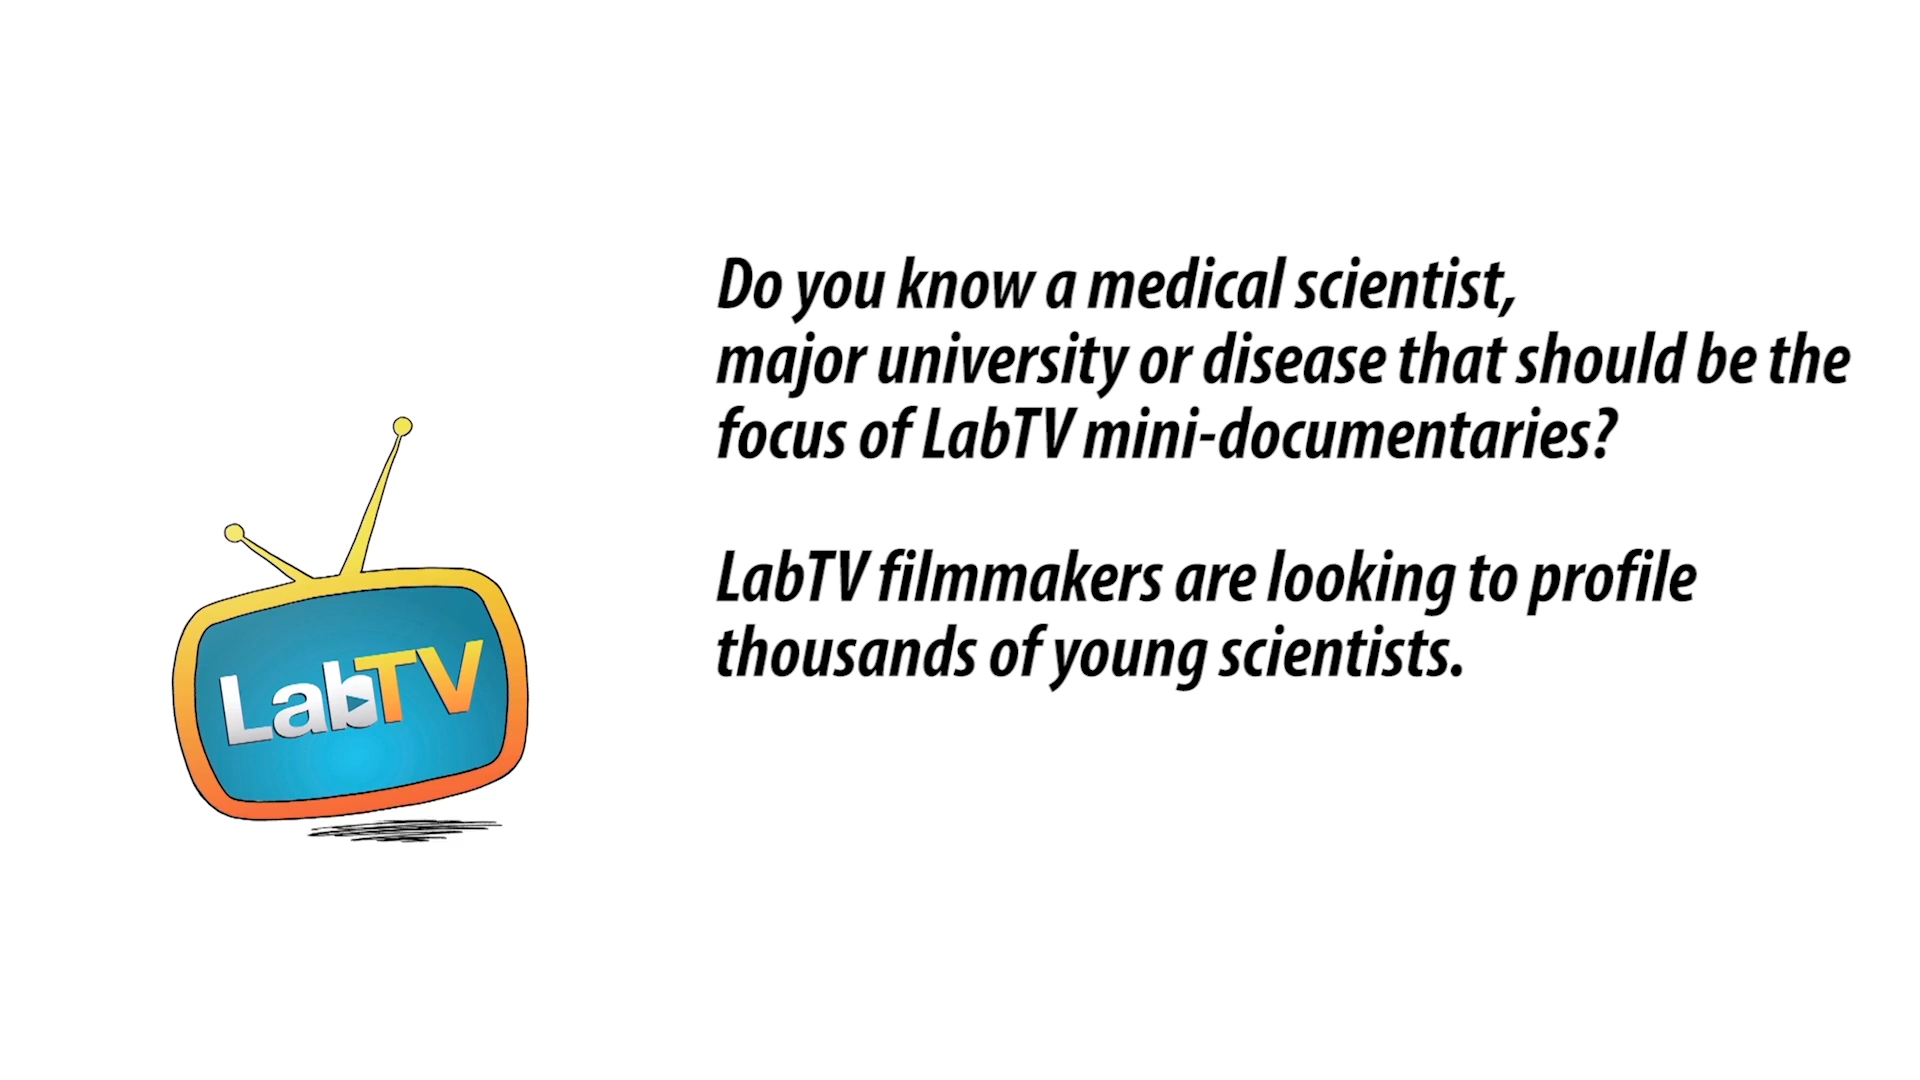 Do you know a medical scientist,
major university or disease that should be the
focus of LabTV mini-documentaries?
LabTV filmmakers are looking to profile
thousands of young scientists.
LabTV